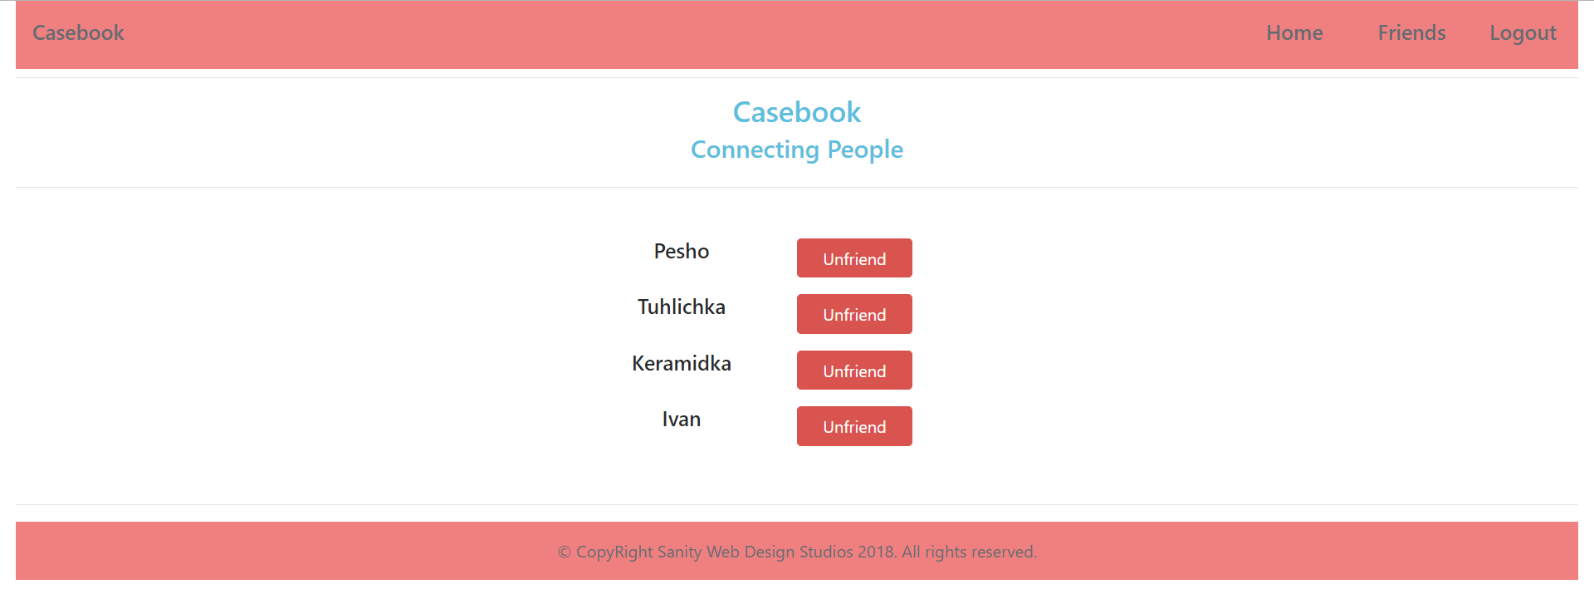 Casebook Home Friends Logout
Casebook
Connecting People
Pesho Unfriend
Tuhlichka Unfriend
Keramidka Unfriend
Ivan Unfriend
© CopyRight Sanity Web Design Studios 2018. All rights reserved.